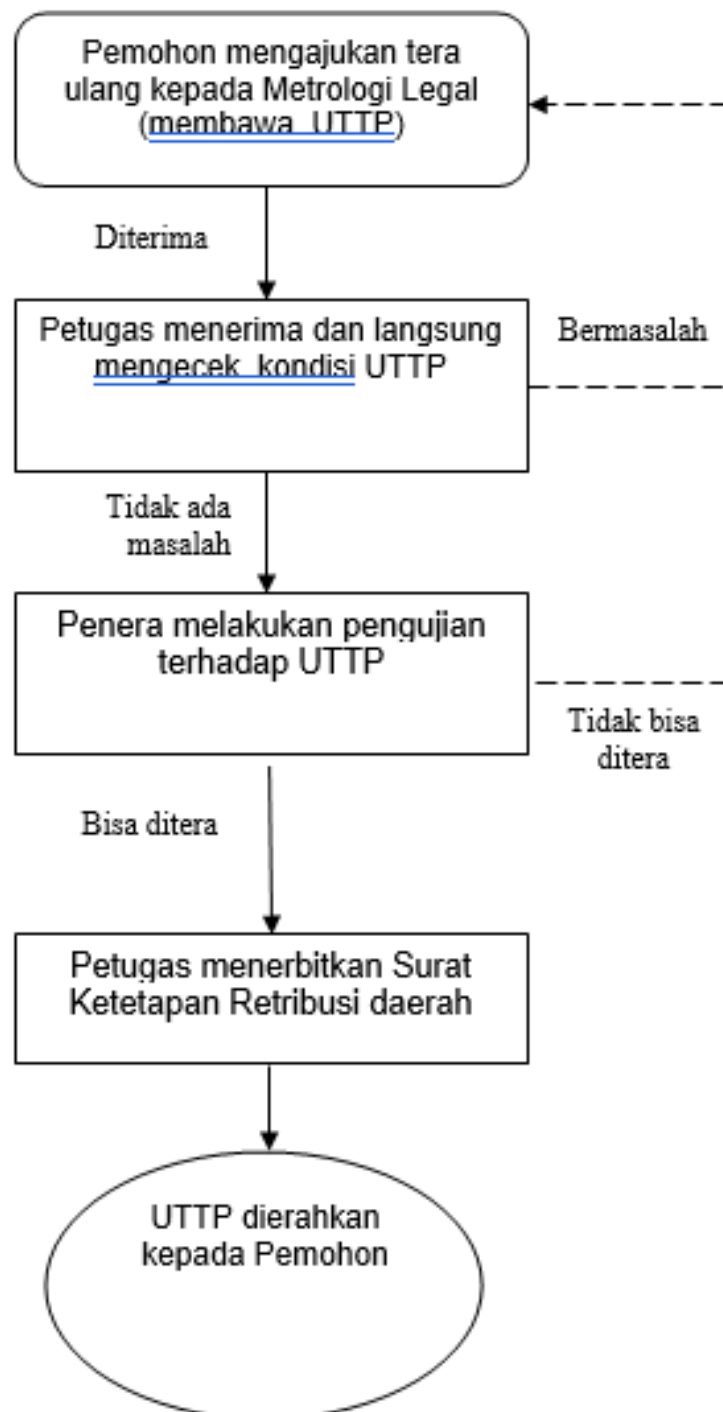 Pemohon mengajukan tera
ulang kepada Metrologi Legal
(membawa UTTP)
Diterima
Petugas menerima dan langsung
mengecek kondisi UTTP
Bermasalah
Tidak ada
masalah
Penera melakukan pengujian
terhadap UTTP
Tidak bisa
ditera
Bisa ditera
Petugas menerbitkan Surat
Ketetapan Retribusi daerah
UTTP dierahkan
kepada Pemohon